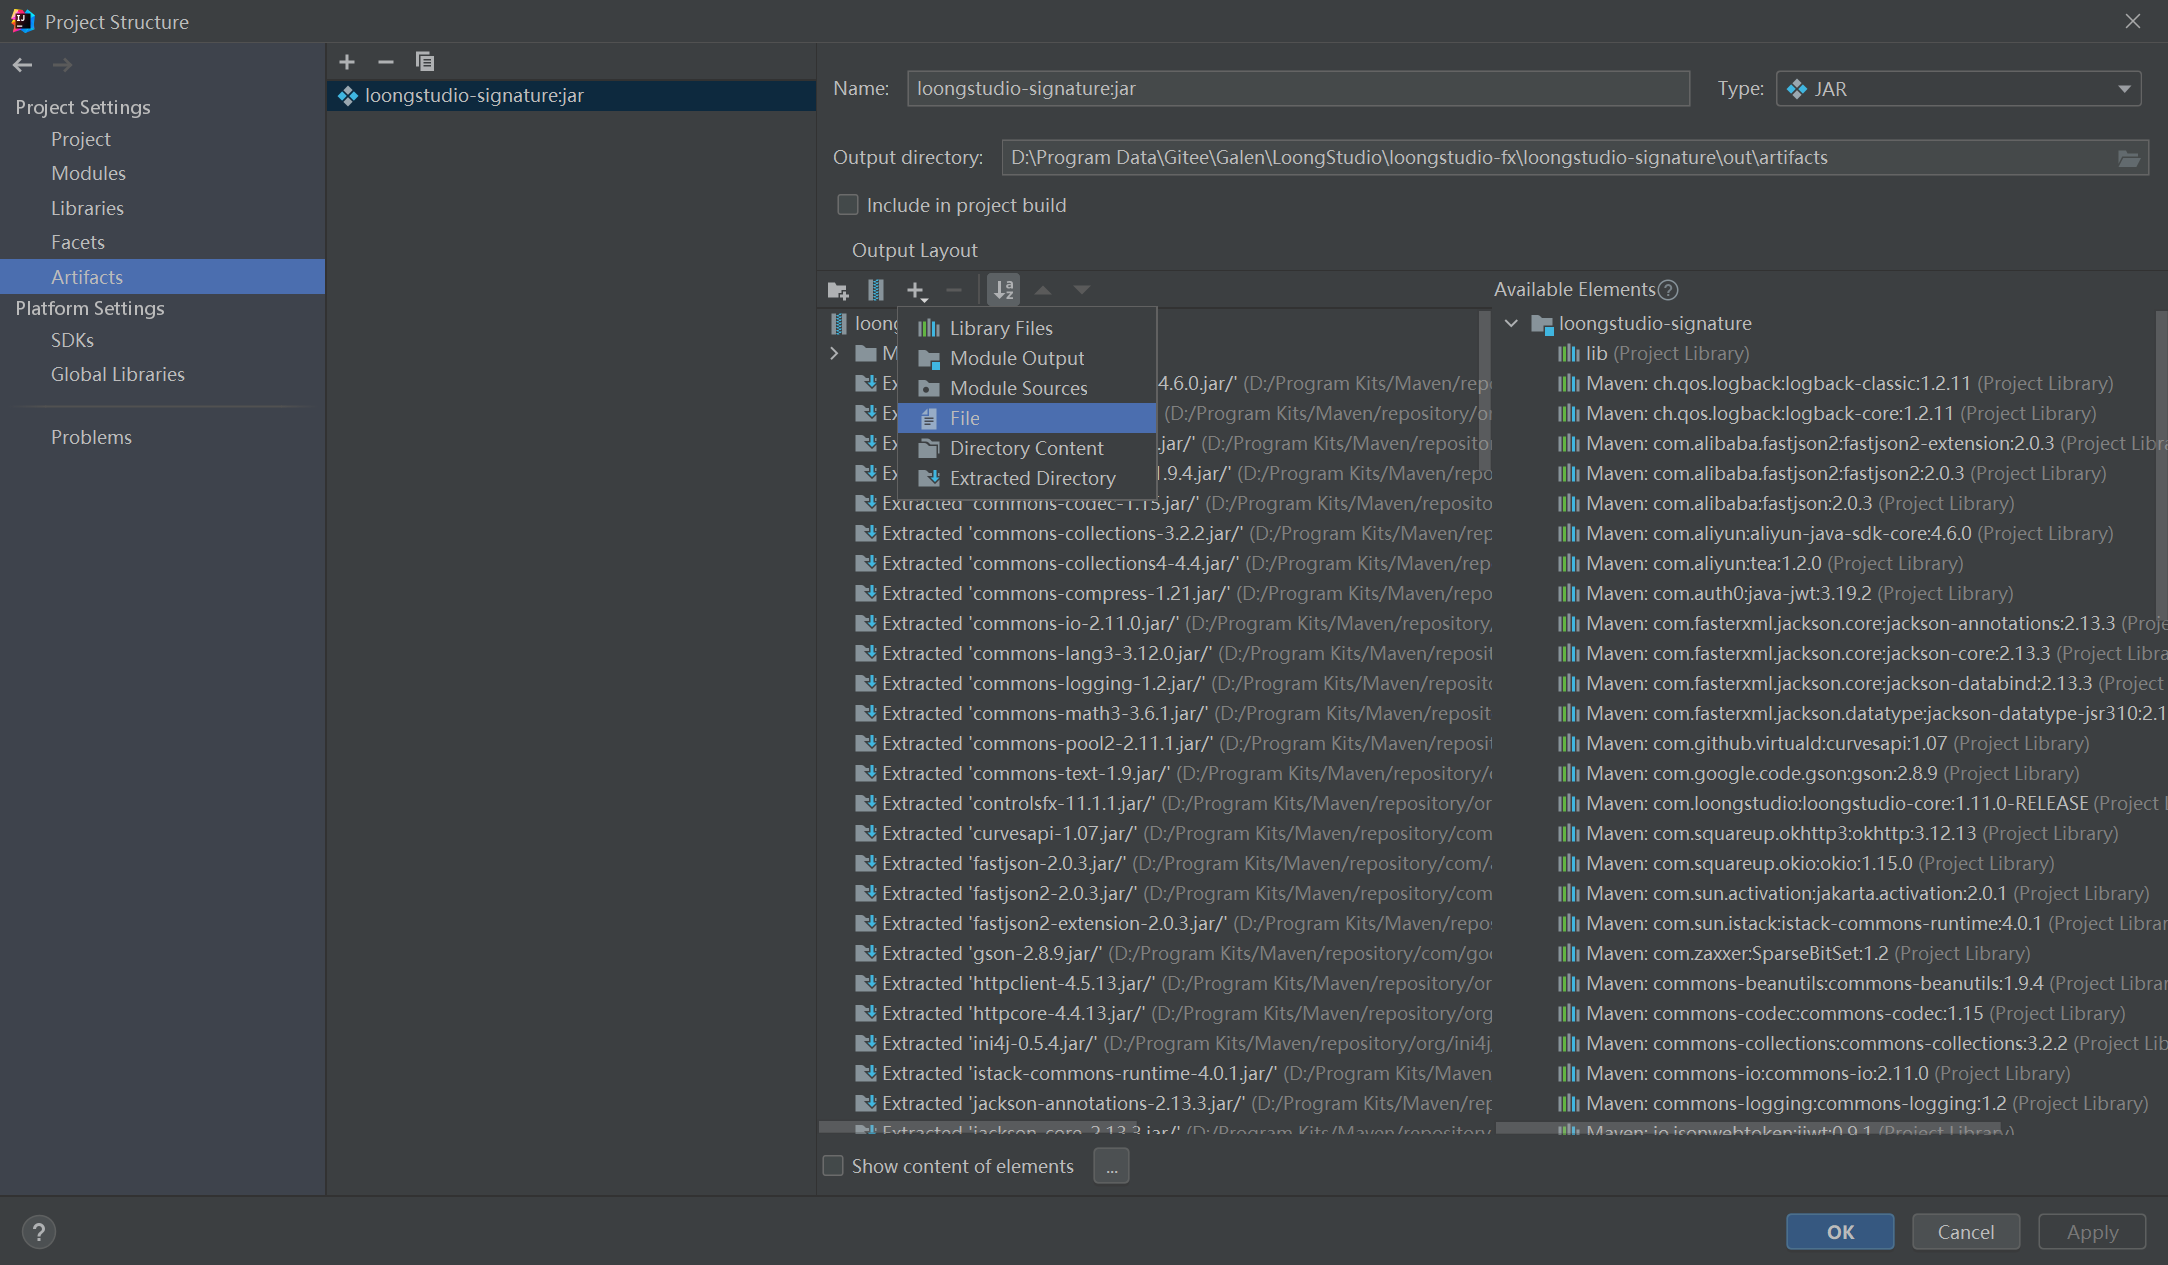 Project Structure
Project Settings
Project
Modules
Libraries
Facets
Artifacts
Platform Settings
SDKs
Global Libraries
Problems
loongstudio-signature:jar
Name: loongstudio-signature:jar Type: JAR
Output directory: D:\Program Data\Gitee\Galen\LoongStudio\loongstudio-fx\loongstudio-signature\out\artifacts
Include in project build
Output Layout
Library Files
Module Output
Module Sources
File
Directory Content
Extracted Directory
4.6.0.jar/' (D:/Program Kits/Maven/rep
(D:/Program Kits/Maven/repository/o
.jar/' (D:/Program Kits/Maven/reposito
1.9.4.jar/' (D:/Program Kits/Maven/repo
Extracted 'commons-codec-1.15.jar/' (D:/Program Kits/Maven/reposito
Extracted 'commons-collections-3.2.2.jar/' (D:/Program Kits/Maven/rep
Extracted 'commons-collections4-4.4.jar/' (D:/Program Kits/Maven/rep
Extracted 'commons-compress-1.21.jar/' (D:/Program Kits/Maven/repo
Extracted 'commons-io-2.11.0.jar/' (D:/Program Kits/Maven/repository/
Extracted 'commons-lang3-3.12.0.jar/' (D:/Program Kits/Maven/reposit
Extracted 'commons-logging-1.2.jar/' (D:/Program Kits/Maven/reposito
Extracted 'commons-math3-3.6.1.jar/' (D:/Program Kits/Maven/reposit
Extracted 'commons-pool2-2.11.1.jar/' (D:/Program Kits/Maven/reposit
Extracted 'commons-text-1.9.jar/' (D:/Program Kits/Maven/repository/
Extracted 'controlsfx-11.1.1.jar/' (D:/Program Kits/Maven/repository/or
Extracted 'curvesapi-1.07.jar/' (D:/Program Kits/Maven/repository/com
Extracted 'fastjson-2.0.3.jar/' (D:/Program Kits/Maven/repository/com/
Extracted 'fastjson2-2.0.3.jar/' (D:/Program Kits/Maven/repository/com
Extracted 'fastjson2-extension-2.0.3.jar/' (D:/Program Kits/Maven/repo
Extracted 'gson-2.8.9.jar/' (D:/Program Kits/Maven/repository/com/go
Extracted 'httpclient-4.5.13.jar/' (D:/Program Kits/Maven/repository/or
Extracted 'httpcore-4.4.13.jar/' (D:/Program Kits/Maven/repository/org
Extracted 'ini4j-0.5.4.jar/' (D:/Program Kits/Maven/repository/org/ini4j
Extracted 'istack-commons-runtime-4.0.1.jar/' (D:/Program Kits/Maven
Extracted 'jackson-annotations-2.13.3.jar/' (D:/Program Kits/Maven/rep
Extracted 'jackson-core-2.13.3.jar/' (D:/Program Kits/Maven/repository
Show content of elements ...
Available Elements ?
loongstudio-signature
lib (Project Library)
Maven: ch.qos.logback:logback-classic:1.2.11 (Project Library)
Maven: ch.qos.logback:logback-core:1.2.11 (Project Library)
Maven: com.alibaba.fastjson2:fastjson2-extension:2.0.3 (Project Libr
Maven: com.alibaba.fastjson2:fastjson2:2.0.3 (Project Library)
Maven: com.alibaba:fastjson:2.0.3 (Project Library)
Maven: com.aliyun:aliyun-java-sdk-core:4.6.0 (Project Library)
Maven: com.aliyun:tea:1.2.0 (Project Library)
Maven: com.auth0:java-jwt:3.19.2 (Project Library)
Maven: com.fasterxml.jackson.core:jackson-annotations:2.13.3 (Proje
Maven: com.fasterxml.jackson.core:jackson-core:2.13.3 (Project Libra
Maven: com.fasterxml.jackson.core:jackson-databind:2.13.3 (Project
Maven: com.fasterxml.jackson.datatype:jackson-datatype-jsr310:2.1
Maven: com.github.virtuald:curvesapi:1.07 (Project Library)
Maven: com.google.code.gson:gson:2.8.9 (Project Library)
Maven: com.loongstudio:loongstudio-core:1.11.0-RELEASE (Project
Maven: com.squareup.okhttp3:okhttp:3.12.13 (Project Library)
Maven: com.squareup.okio:okio:1.15.0 (Project Library)
Maven: com.sun.activation:jakarta.activation:2.0.1 (Project Library)
Maven: com.sun.istack:istack-commons-runtime:4.0.1 (Project Librar
Maven: com.zaxxer:SparseBitSet:1.2 (Project Library)
Maven: commons-beanutils:commons-beanutils:1.9.4 (Project Librar
Maven: commons-codec:commons-codec:1.15 (Project Library)
Maven: commons-collections:commons-collections:3.2.2 (Project Lib
Maven: commons-io:commons-io:2.11.0 (Project Library)
Maven: commons-logging:commons-logging:1.2 (Project Library)
Maven: io.jsonwebtoken:jjwt:0.9.1 (Project Library)
? OK Cancel Apply